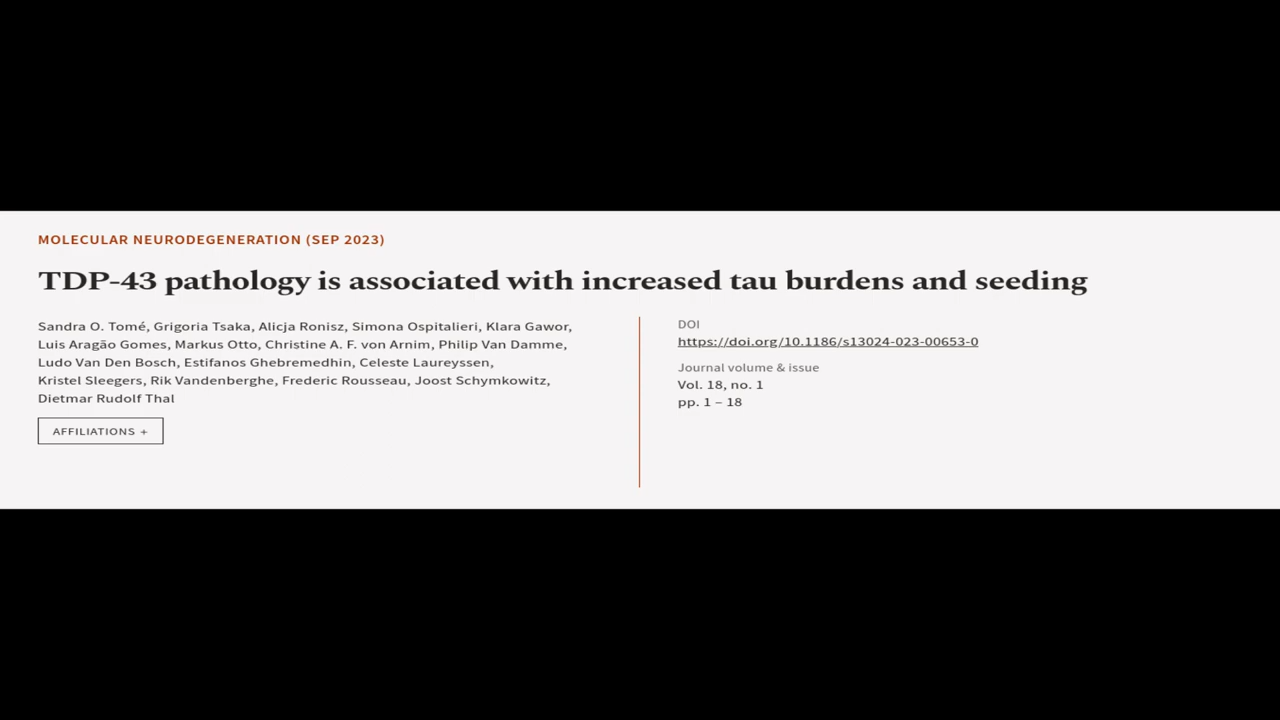 MOLECULAR NEURODEGENERATION (SEP 2023)
TDP-43 pathology is associated with increased tau burdens and seeding
Sandra O. Tomé, Grigoria Tsaka, Alicja Ronisz, Simona Ospitalieri, Klara Gawor,
Luis Aragão Gomes, Markus Otto, Christine A. F. von Arnim, Philip Van Damme,
Ludo Van Den Bosch, Estifanos Ghebremedhin, Celeste Laureyssen,
Kristel Sleegers, Rik Vandenberghe, Frederic Rousseau, Joost Schymkowitz,
Dietmar Rudolf Thal
AFFILIATIONS +
DOI
https://doi.org/10.1186/s13024-023-00653-0
Journal volume & issue
Vol. 18, no. 1
pp. 1 – 18